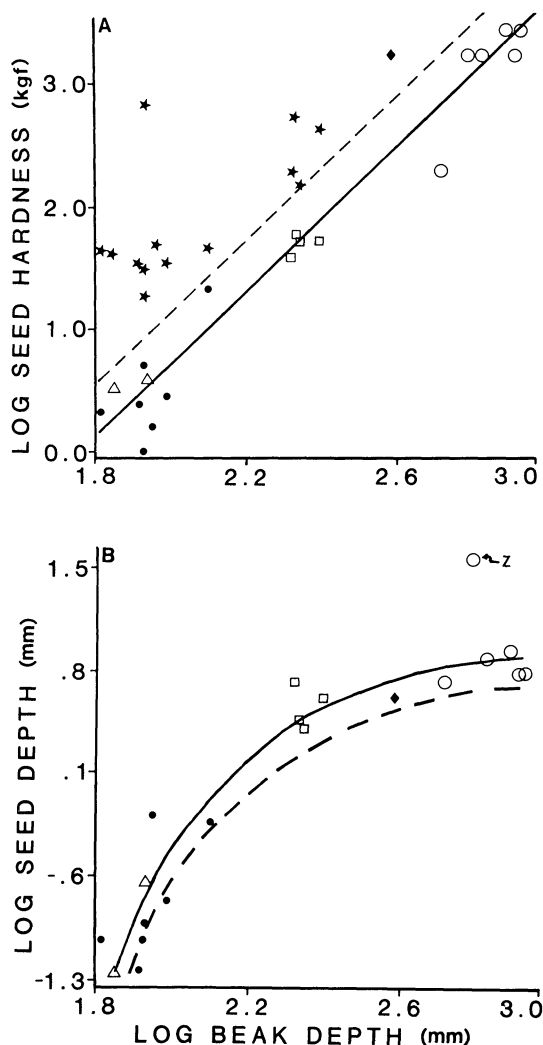 A
LOG SEED HARDNESS (kgf)
3.0
2.0
1.0
0.0
1.8 2.2 2.6 3.0
B
LOG SEED DEPTH (mm)
1.5
.8
.1
-.6
-1.3
Z
1.8 2.2 2.6 3.0
LOG BEAK DEPTH (mm)